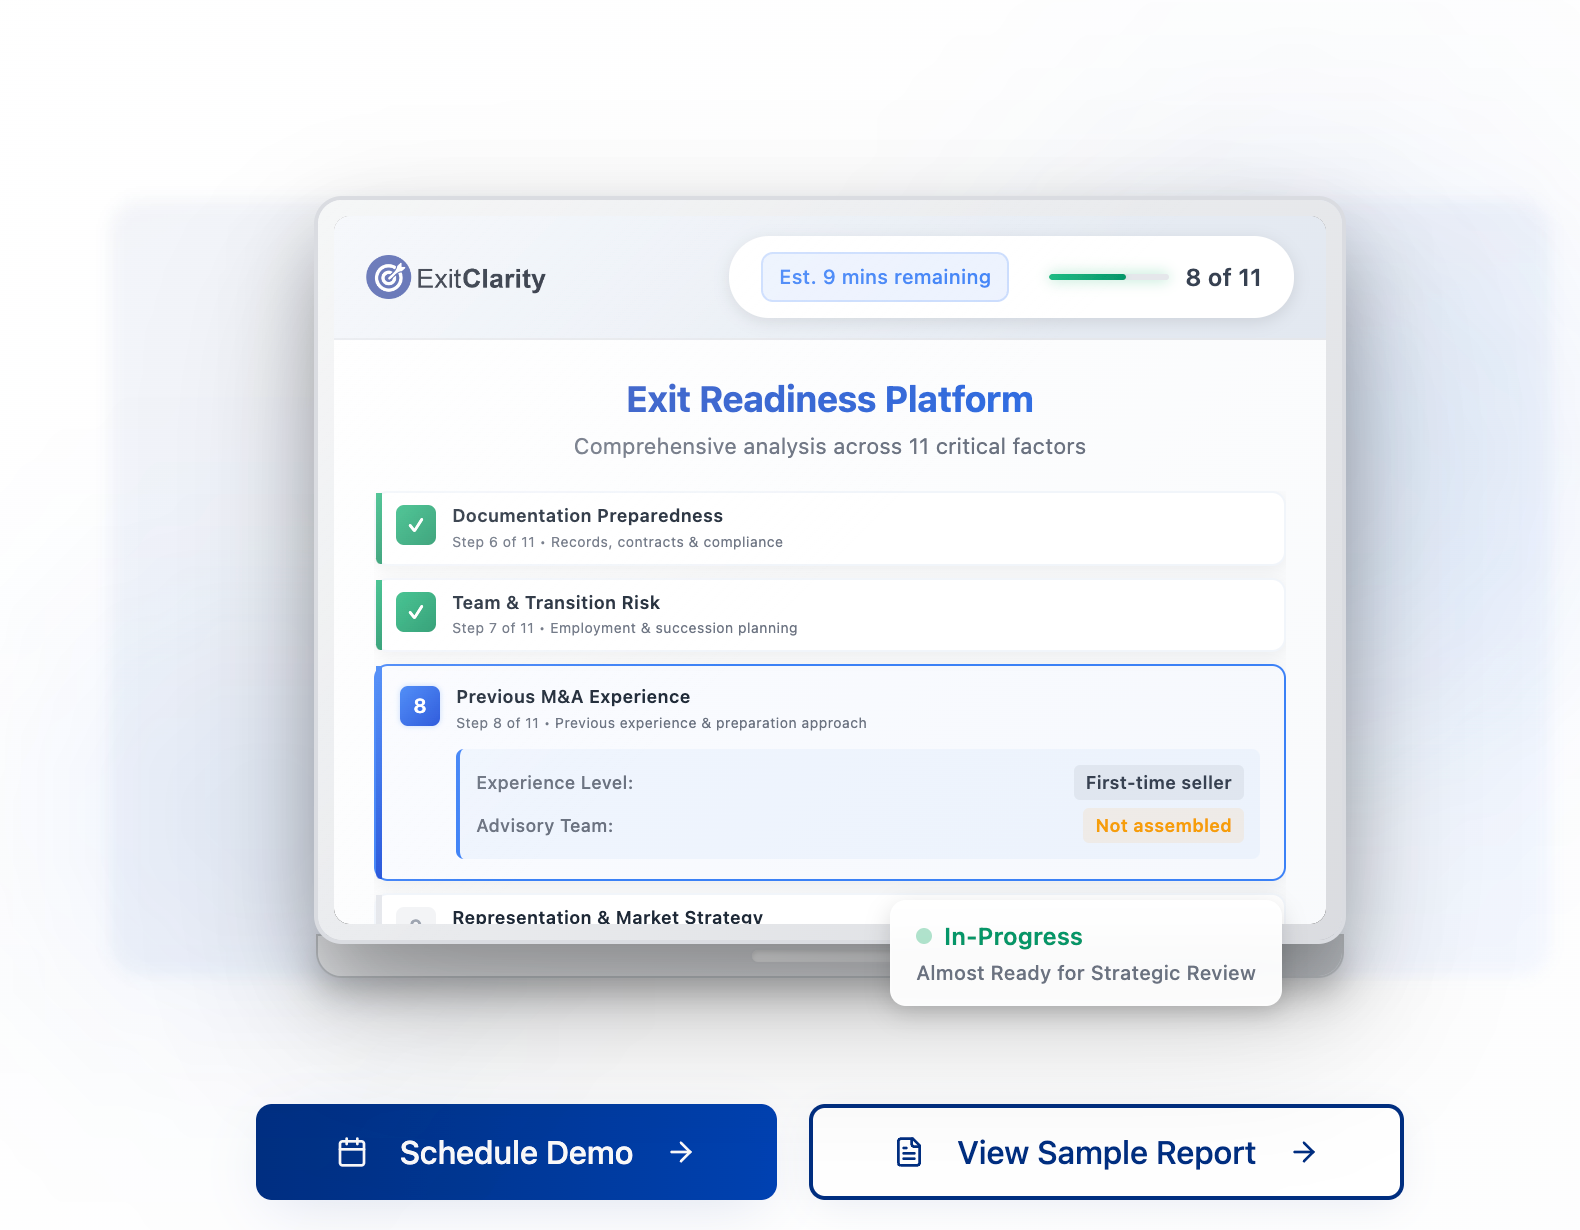 ExitClarity
Est. 9 mins remaining
8 of 11
Exit Readiness Platform
Comprehensive analysis across 11 critical factors
Documentation Preparedness
Step 6 of 11 • Records, contracts & compliance
Team & Transition Risk
Step 7 of 11 • Employment & succession planning
8
Previous M&A Experience
Step 8 of 11 • Previous experience & preparation approach
Experience Level:
First-time seller
Advisory Team:
Not assembled
Representation & Market Strategy
In-Progress
Almost Ready for Strategic Review
Schedule Demo
View Sample Report